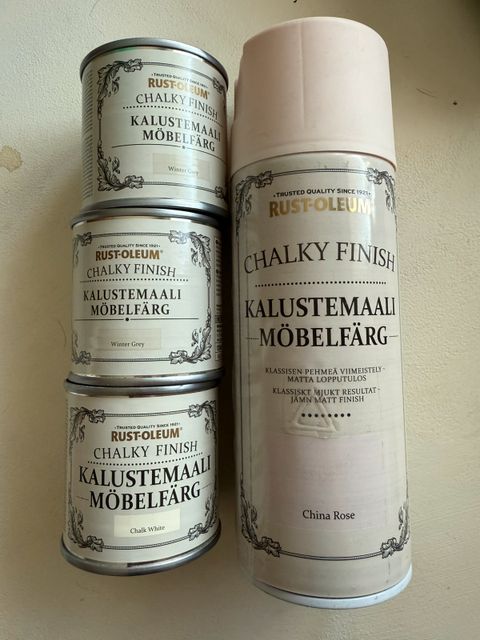 TRUSTED QUALITY SINCE 1921
RUST-OLEUM®
CHALKY FINISH
KALUSTEMAALI
MÖBELFÄRG
Winter Grey
TRUSTED QUALITY SINCE 1921
RUST-OLEUM®
CHALKY FINISH
KALUSTEMAALI
MÖBELFÄRG
Winter Grey
TRUSTED QUALITY SINCE 1921
RUST-OLEUM®
CHALKY FINISH
KALUSTEMAALI
MÖBELFÄRG
Chalk White
TRUSTED QUALITY SINCE 1921
RUST-OLEUM®
CHALKY FINISH
KALUSTEMAALI
MÖBELFÄRG
KLASSISEN PEHMEÄ VIIMEISTELY -
MATTA LOPPUTULOS
KLASSISKT MJUKT RESULTAT -
JÄMN MATT FINISH
China Rose